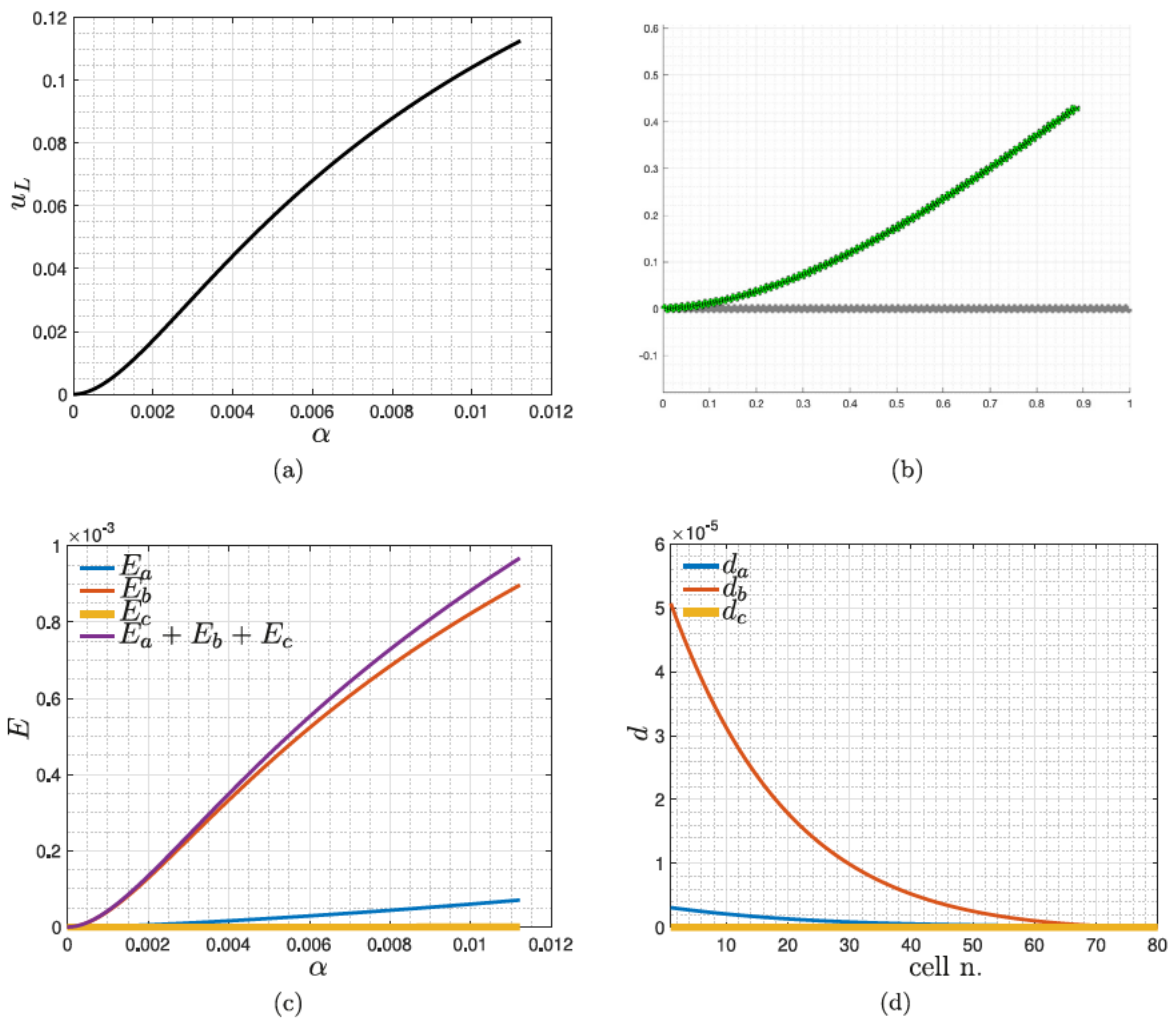 0.12
0.1
0.08
0.06
0.04
0.02
0
u_L
0 0.002 0.004 0.006 0.008 0.01 0.012
α
(a)
0.6
0.5
0.4
0.3
0.2
0.1
0
-0.1
0 0.1 0.2 0.3 0.4 0.5 0.6 0.7 0.8 0.9 1
(b)
×10⁻³
1
0.8
0.6
0.4
0.2
0
E
E_a
E_b
E_c
E_a + E_b + E_c
0 0.002 0.004 0.006 0.008 0.01 0.012
α
(c)
×10⁻⁵
6
5
4
3
2
1
0
d
d_a
d_b
d_c
10 20 30 40 50 60 70 80
cell n.
(d)